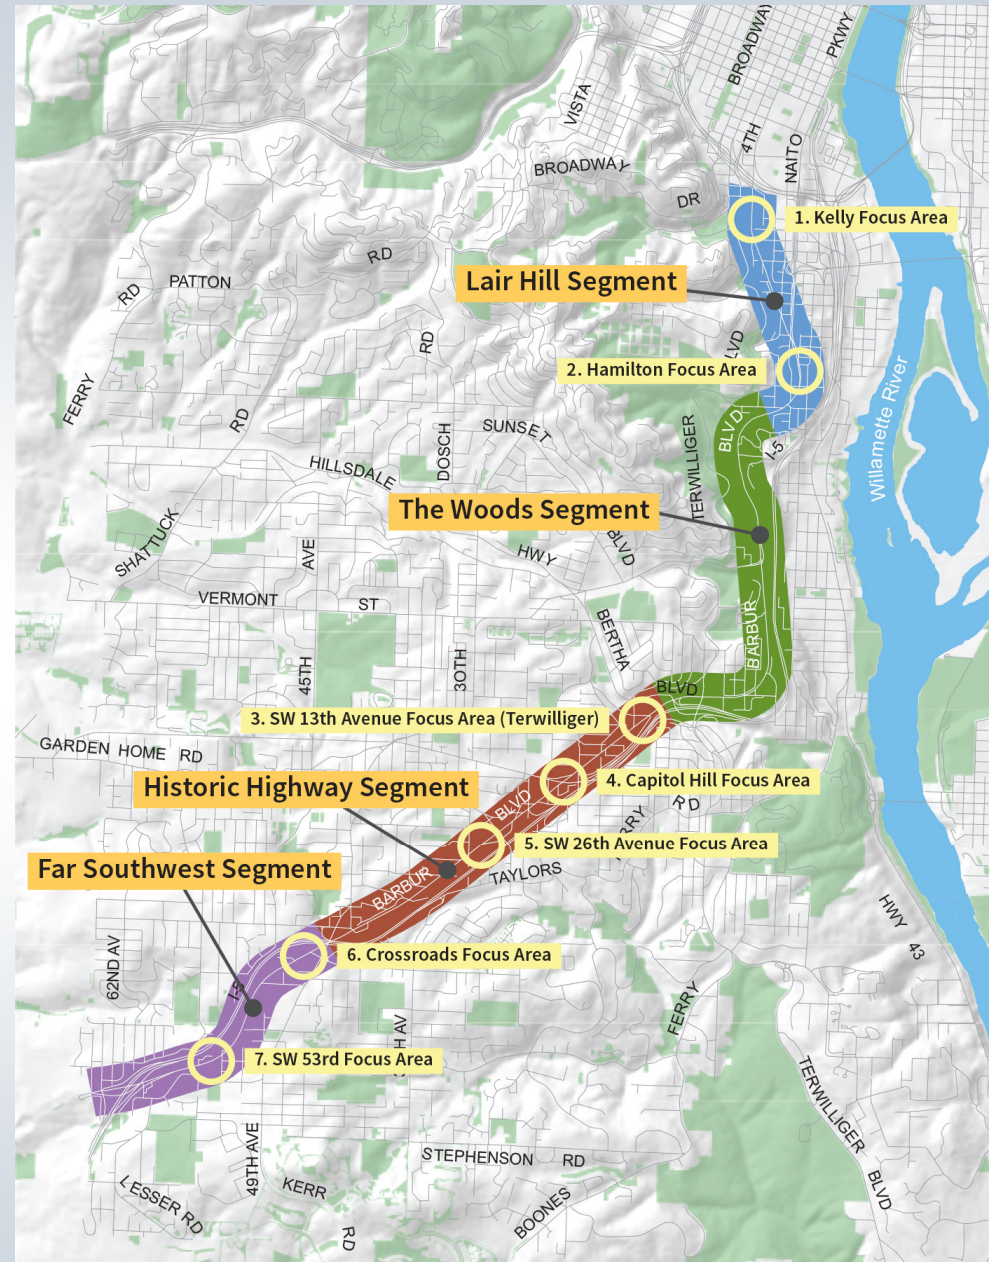 BROADWAY
PKWY
VISTA
4TH
NAITO
BROADWAY
DR
1. Kelly Focus Area
RD
PATTON
RD
Lair Hill Segment
RD
BLVD
2. Hamilton Focus Area
FERRY
RD
Willamette River
SUNSET
DOSCH
BLVD
TERWILLIGER
I-5
HILLSDALE
The Woods Segment
SHATTUCK
AVE
HWY
BLVD
VERMONT
ST
BERTHA
BARBUR
45TH
30TH
BLVD
3. SW 13th Avenue Focus Area (Terwilliger)
GARDEN HOME RD
Historic Highway Segment
4. Capitol Hill Focus Area
BLVD
RD
5. SW 26th Avenue Focus Area
Far Southwest Segment
TAYLORS
BARBUR
HWY 43
62ND AV
6. Crossroads Focus Area
I-5
FERRY
AV
7. SW 53rd Focus Area
TERWILLIGER
BLVD
49TH AVE
STEPHENSON RD
LESSER RD
KERR
RD
BOONES